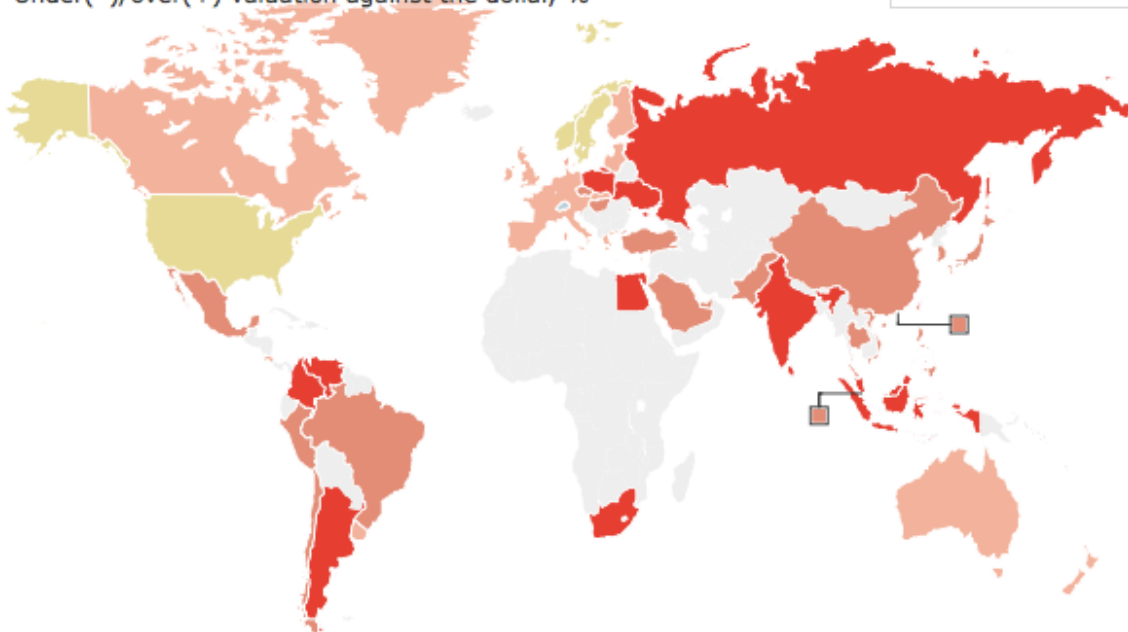 Under(-)/over(+) valuation against the dollar, %